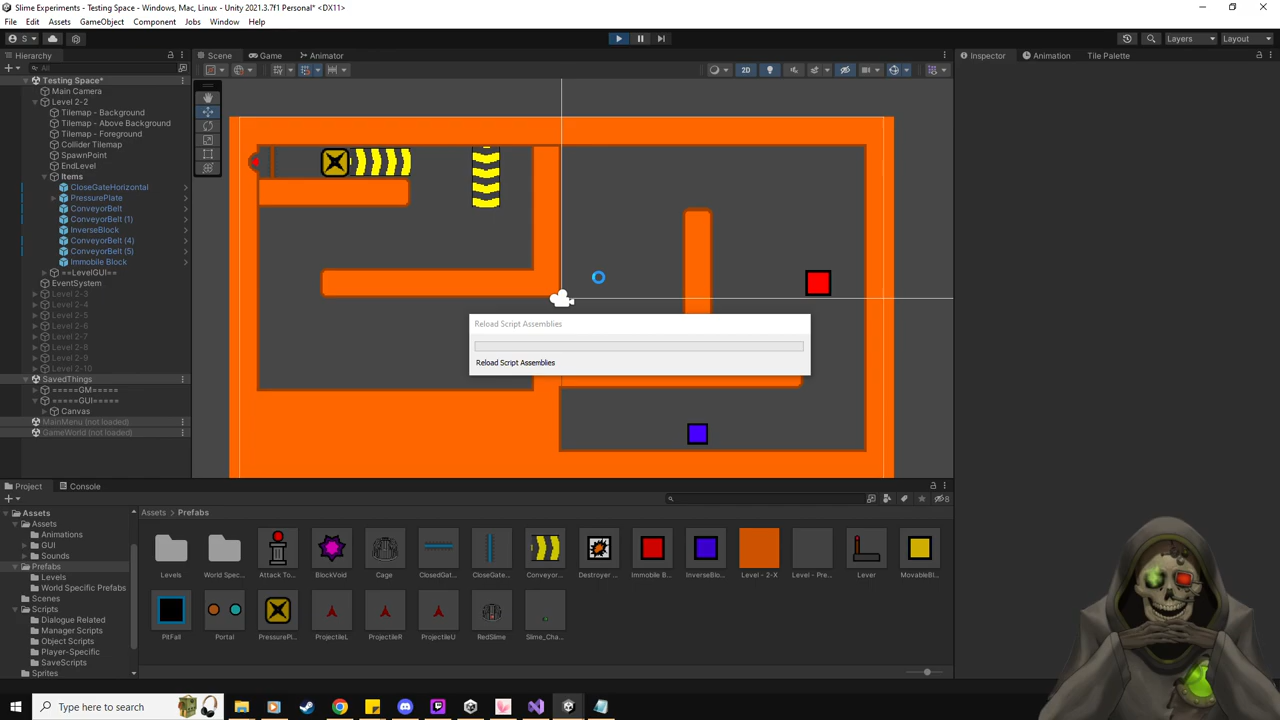 Slime Experiments - Testing Space - Windows, Mac, Linux - Unity 2021.3.7f1 Personal* <DX11>
File Edit Assets GameObject Component Jobs Window Help
S Layers Layout
Hierarchy Scene Game Animator Inspector Animation Tile Palette
All 2D
Testing Space*
Main Camera
Level 2-2
Tilemap - Background
Tilemap - Above Background
Tilemap - Foreground
Collider Tilemap
SpawnPoint
EndLevel
Items
CloseGateHorizontal
PressurePlate
ConveyorBelt
ConveyorBelt (1)
InverseBlock
ConveyorBelt (4)
ConveyorBelt (5)
Immobile Block
==LevelGUI==
EventSystem
Level 2-3
Level 2-4
Level 2-5
Level 2-6
Level 2-7
Level 2-8
Level 2-9
Level 2-10
SavedThings
=====GM=====
=====GUI=====
Canvas
MainMenu (not loaded)
GameWorld (not loaded)
Reload Script Assemblies
Reload Script Assemblies
Project Console
8
Assets
Assets
Animations
GUI
Sounds
Prefabs
Levels
World Specific Prefabs
Scenes
Scripts
Dialogue Related
Manager Scripts
Object Scripts
Player-Specific
SaveScripts
Sprites
Assets > Prefabs
Levels World Spec... Attack To... BlockVoid Cage ClosedGat... CloseGate... Conveyor... Destroyer ... Immobile B... InverseBlo... Level - 2-X Level - Pre... Lever MovableBl...
PitFall Portal PressurePl... ProjectileL ProjectileR ProjectileU RedSlime Slime_Cha...
Type here to search